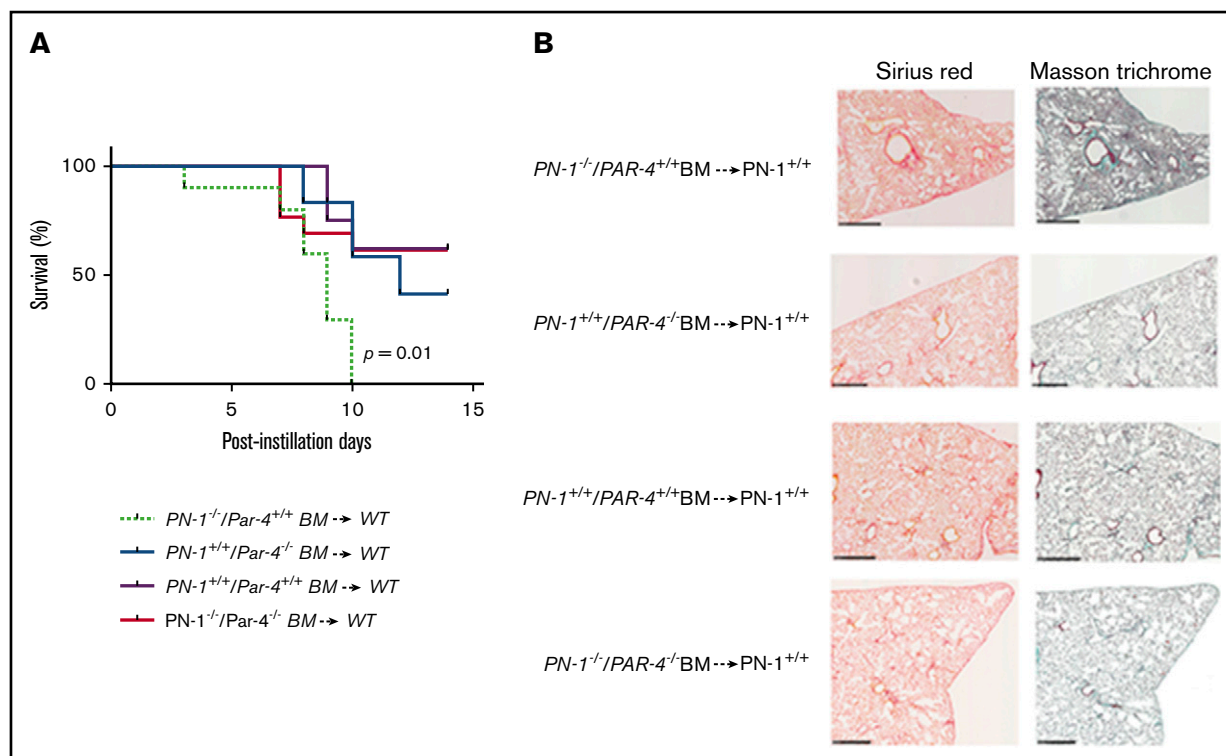 A
100
50
0
Survival (%)
0 5 10 15
Post-instillation days
p = 0.01
PN-1-/-/Par-4+/+ BM ⇢ WT
PN-1+/+/Par-4-/- BM ⇢ WT
PN-1+/+/Par-4+/+ BM ⇢ WT
PN-1-/-/Par-4-/- BM ⇢ WT
B
Sirius red Masson trichrome
PN-1-/-/PAR-4+/+BM ⇢ PN-1+/+
PN-1+/+/PAR-4-/-BM ⇢ PN-1+/+
PN-1+/+/PAR-4+/+BM ⇢ PN-1+/+
PN-1-/-/PAR-4-/-BM ⇢ PN-1+/+